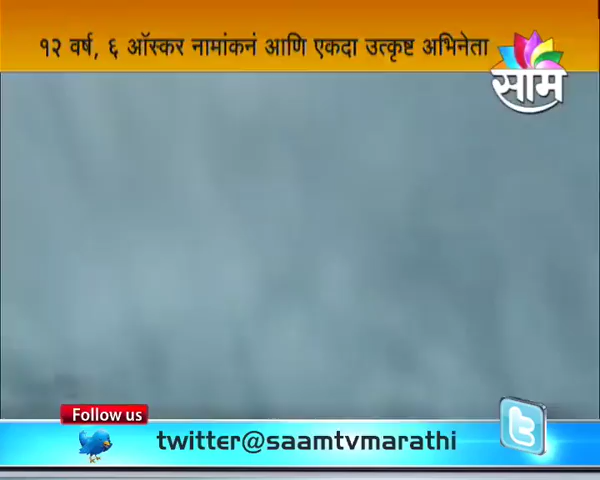 १२ वर्ष, ६ ऑस्कर नामांकनं आणि एकदा उत्कृष्ट अभिनेता
साम
Follow us
twitter@saamtvmarathi